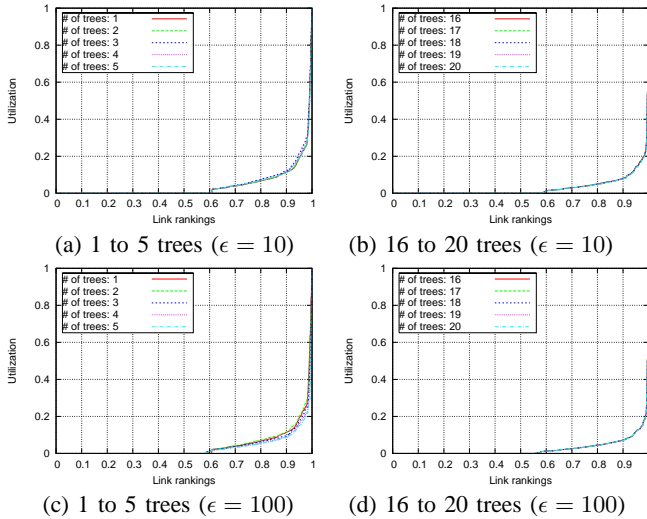 1
0.8
0.6
0.4
0.2
0
Utilization
# of trees: 1
# of trees: 2
# of trees: 3
# of trees: 4
# of trees: 5
0 0.1 0.2 0.3 0.4 0.5 0.6 0.7 0.8 0.9 1
Link rankings
(a) 1 to 5 trees (ϵ = 10)
1
0.8
0.6
0.4
0.2
0
Utilization
# of trees: 16
# of trees: 17
# of trees: 18
# of trees: 19
# of trees: 20
0 0.1 0.2 0.3 0.4 0.5 0.6 0.7 0.8 0.9
Link rankings
(b) 16 to 20 trees (ϵ = 10)
1
0.8
0.6
0.4
0.2
0
Utilization
# of trees: 1
# of trees: 2
# of trees: 3
# of trees: 4
# of trees: 5
0 0.1 0.2 0.3 0.4 0.5 0.6 0.7 0.8 0.9 1
Link rankings
(c) 1 to 5 trees (ϵ = 100)
1
0.8
0.6
0.4
0.2
0
Utilization
# of trees: 16
# of trees: 17
# of trees: 18
# of trees: 19
# of trees: 20
0 0.1 0.2 0.3 0.4 0.5 0.6 0.7 0.8 0.9
Link rankings
(d) 16 to 20 trees (ϵ = 100)